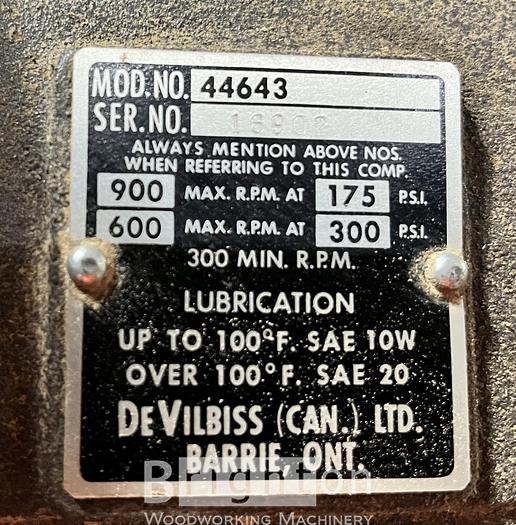 MOD. NO. 44643
SER. NO.
ALWAYS MENTION ABOVE NOS.
WHEN REFERRING TO THIS COMP.
900 MAX. R.P.M. AT 175 P.S.I.
600 MAX. R.P.M. AT 300 P.S.I.
300 MIN. R.P.M.
LUBRICATION
UP TO 100°F. SAE 10W
OVER 100°F. SAE 20
DEVILBISS (CAN.) LTD.
BARRIE, ONT.
Brighton
WOODWORKING MACHINERY